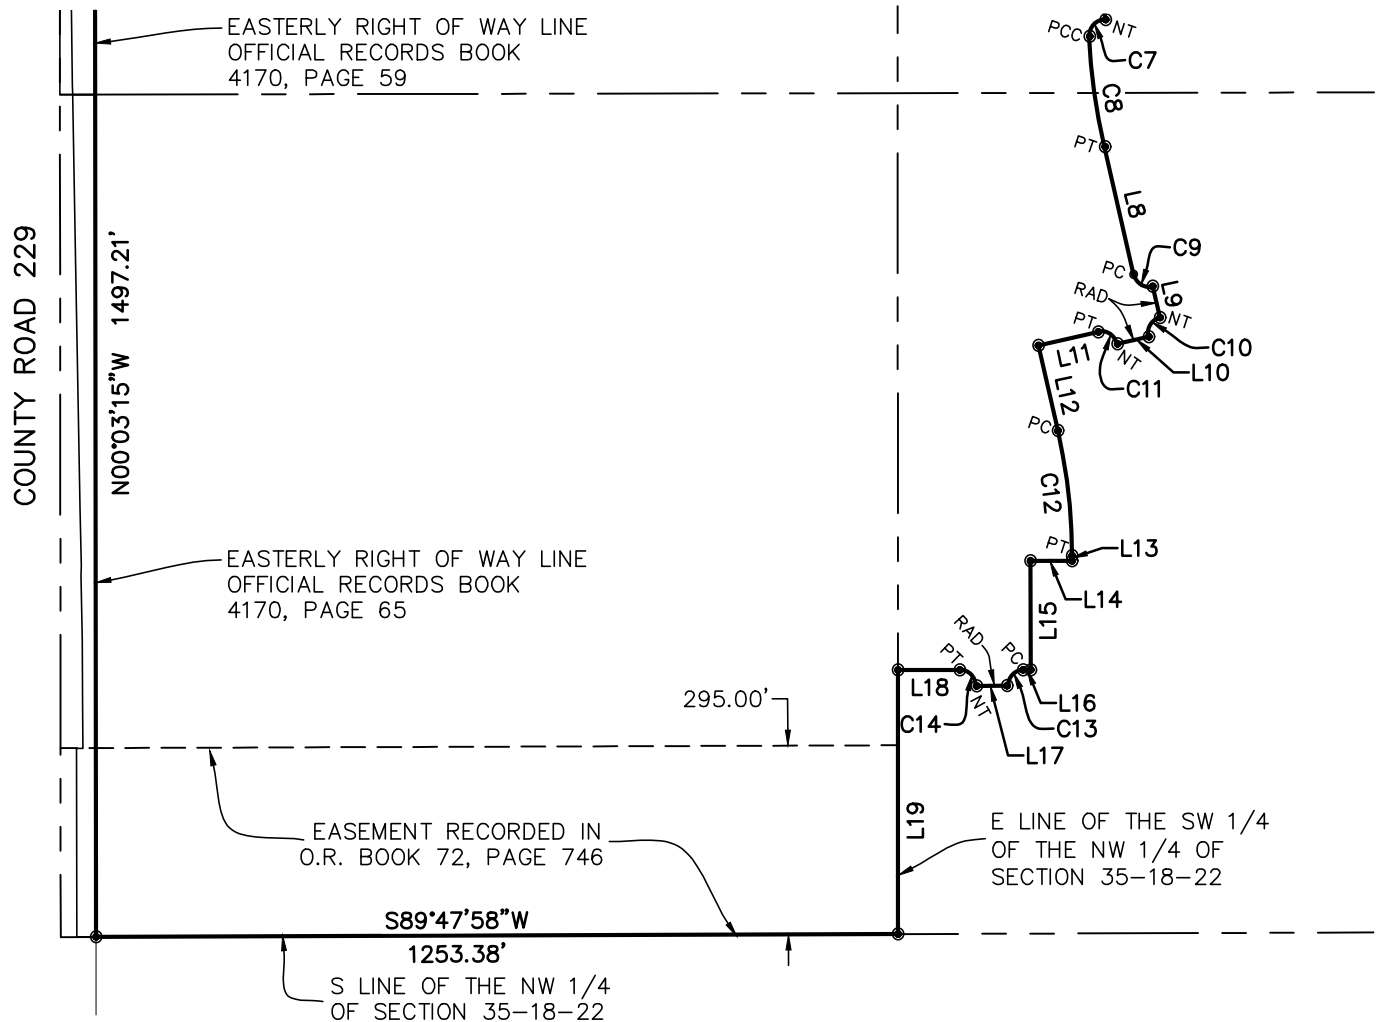 EASTERLY RIGHT OF WAY LINE
OFFICIAL RECORDS BOOK
4170, PAGE 59
NT
PCC
C7
C8
PT
L8
C9
PC
L9
RAD
NT
C10
PT
L11
NT
L10
C11
L12
PC
COUNTY ROAD 229
N00°03'15"W 1497.21'
C12
PT
L13
L14
L15
EASTERLY RIGHT OF WAY LINE
OFFICIAL RECORDS BOOK
4170, PAGE 65
RAD
PT
PC
L18
NT
L16
C14
C13
L17
295.00'
L19
EASEMENT RECORDED IN
O.R. BOOK 72, PAGE 746
E LINE OF THE SW 1/4
OF THE NW 1/4 OF
SECTION 35-18-22
S89°47'58"W
1253.38'
S LINE OF THE NW 1/4
OF SECTION 35-18-22